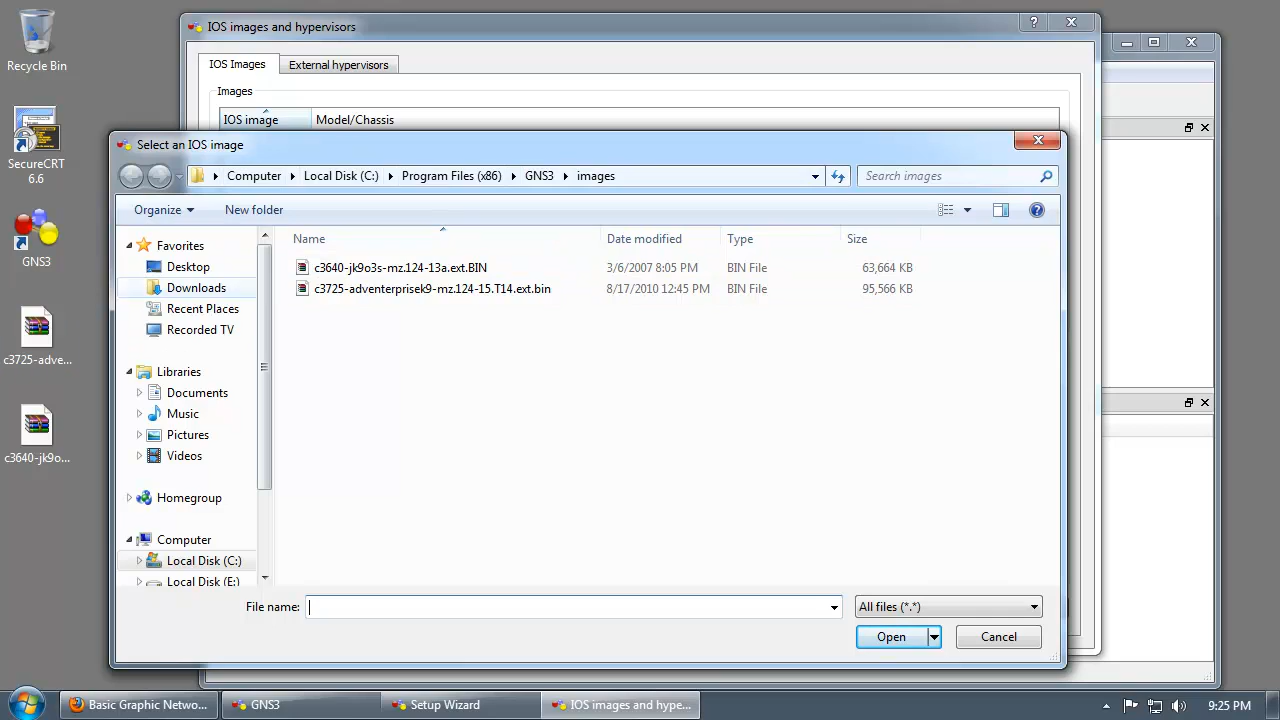 Recycle Bin
SecureCRT
6.6
GNS3
c3725-adve...
c3640-jk9o...
IOS images and hypervisors
IOS Images
External hypervisors
Images
IOS image
Model/Chassis
Select an IOS image
Computer
Local Disk (C:)
Program Files (x86)
GNS3
images
Search images
Organize
New folder
Favorites
Desktop
Downloads
Recent Places
Recorded TV
Libraries
Documents
Music
Pictures
Videos
Homegroup
Computer
Local Disk (C:)
Local Disk (E:)
Name Date modified Type Size
c3640-jk9o3s-mz.124-13a.ext.BIN 3/6/2007 8:05 PM BIN File 63,664 KB
c3725-adventerprisek9-mz.124-15.T14.ext.bin 8/17/2010 12:45 PM BIN File 95,566 KB
File name:
All files (*.*)
Open
Cancel
Basic Graphic Netwo...
GNS3
Setup Wizard
IOS images and hype...
9:25 PM